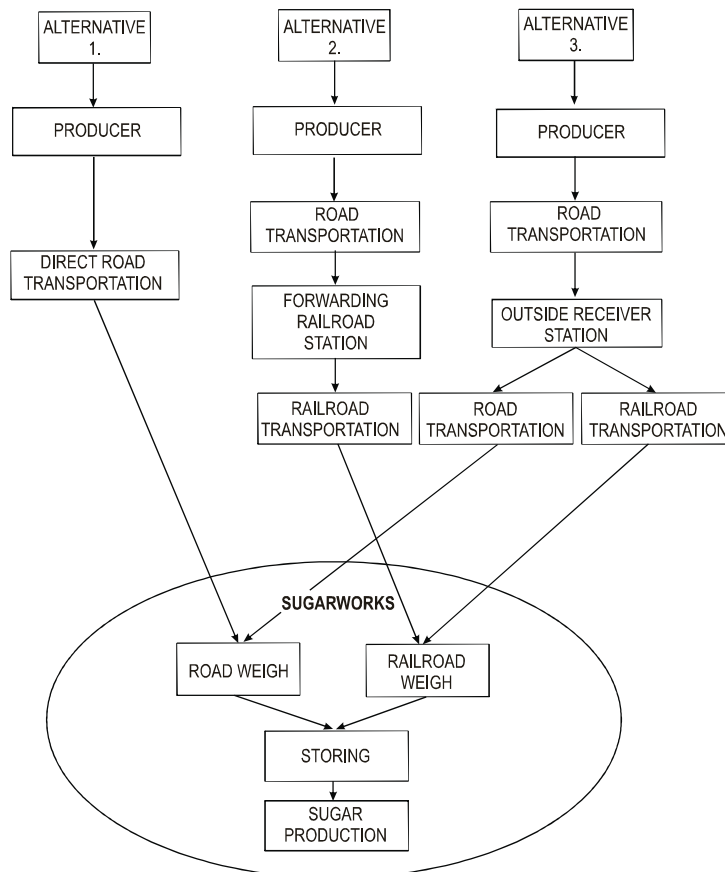 ALTERNATIVE
1.
ALTERNATIVE
2.
ALTERNATIVE
3.
PRODUCER
PRODUCER
PRODUCER
ROAD
TRANSPORTATION
ROAD
TRANSPORTATION
DIRECT ROAD
TRANSPORTATION
FORWARDING
RAILROAD
STATION
OUTSIDE RECEIVER
STATION
RAILROAD
TRANSPORTATION
ROAD
TRANSPORTATION
RAILROAD
TRANSPORTATION
SUGARWORKS
ROAD WEIGH
RAILROAD
WEIGH
STORING
SUGAR
PRODUCTION